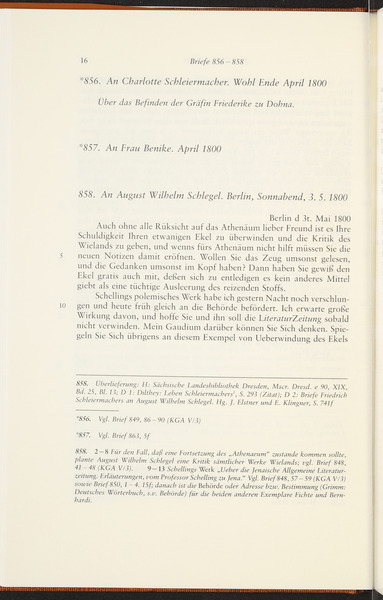 16
Briefe 856–858
*856. An Charlotte Schleiermacher. Wohl Ende April 1800
Über das Befinden der Gräfin Friederike zu Dohna.
*857. An Frau Benike. April 1800
858. An August Wilhelm Schlegel. Berlin, Sonnabend, 3. 5. 1800
Berlin d 3t. Mai 1800
Auch ohne alle Rüksicht auf das Athenäum lieber Freund ist es Ihre
Schuldigkeit Ihren etwanigen Ekel zu überwinden und die Kritik des
Wielands zu geben, und wenns fürs Athenäum nicht hilft müssen Sie die
5 neuen Notizen damit eröfnen. Wollen Sie das Zeug umsonst gelesen,
und die Gedanken umsonst im Kopf haben? Dann haben Sie gewiß den
Ekel gratis auch mit, deßen sich zu entledigen es kein anderes Mittel
giebt als eine tüchtige Ausleerung des reizenden Stoffs.
Schellings polemisches Werk habe ich gestern Nacht noch verschlun-
10 gen und heute früh gleich an die Behörde befördert. Ich erwarte große
Wirkung davon, und hoffe Sie und ihn soll die LiteraturZeitung sobald
nicht verwinden. Mein Gaudium darüber können Sie Sich denken. Spie-
geln Sie Sich übrigens an diesem Exempel von Ueberwindung des Ekels
858. Überlieferung: H: Sächsische Landesbibliothek Dresden, Mscr. Dresd. e 90, XIX,
Bd. 25, Bl. 13; D 1: Dilthey: Leben Schleiermachers¹, S. 293 (Zitat); D 2: Briefe Friedrich
Schleiermachers an August Wilhelm Schlegel. Hg. J. Elstner und E. Klingner, S. 741f
*856. Vgl. Brief 849, 86–90 (KGA V/3)
*857. Vgl. Brief 863, 5f
858. 2–8 Für den Fall, daß eine Fortsetzung des „Athenaeum“ zustande kommen sollte,
plante August Wilhelm Schlegel eine Kritik sämtlicher Werke Wielands; vgl. Brief 848,
41–48 (KGA V/3). 9–13 Schellings Werk „Ueber die Jenaische Allgemeine Literatur-
zeitung. Erläuterungen, vom Professor Schelling zu Jena.“ Vgl. Brief 848, 57–59 (KGA V/3)
sowie Brief 850, 1–4. 15f; danach ist die Behörde oder Adresse bzw. Bestimmung (Grimm:
Deutsches Wörterbuch, s.v. Behörde) für die beiden anderen Exemplare Fichte und Bern-
hardi.